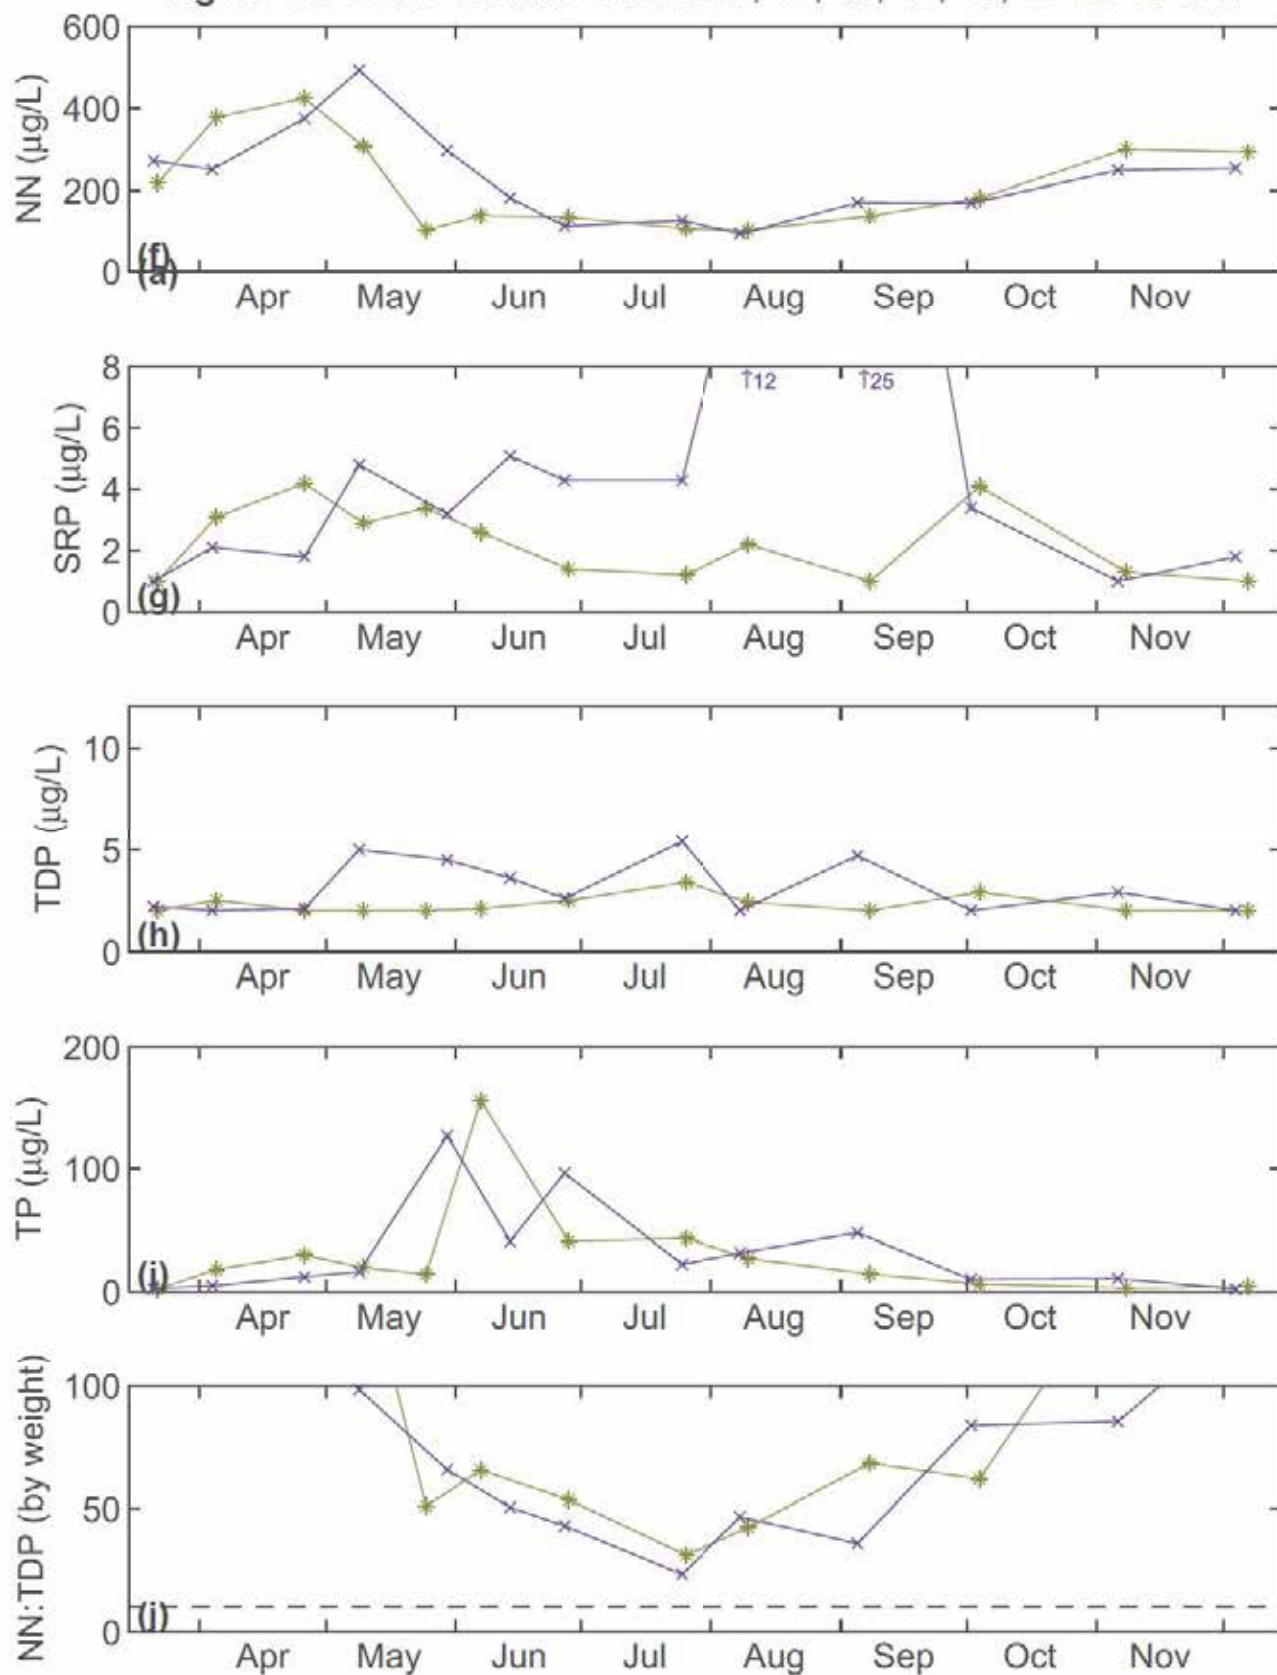 600
400
200
0
NN (µg/L)
(f)
(a)
Apr May Jun Jul Aug Sep Oct Nov
8
6
4
2
0
SRP (µg/L)
↑12 ↑25
(g)
Apr May Jun Jul Aug Sep Oct Nov
10
5
0
TDP (µg/L)
(h)
Apr May Jun Jul Aug Sep Oct Nov
200
100
0
TP (µg/L)
(i)
Apr May Jun Jul Aug Sep Oct Nov
100
50
0
NN:TDP (by weight)
(j)
Apr May Jun Jul Aug Sep Oct Nov